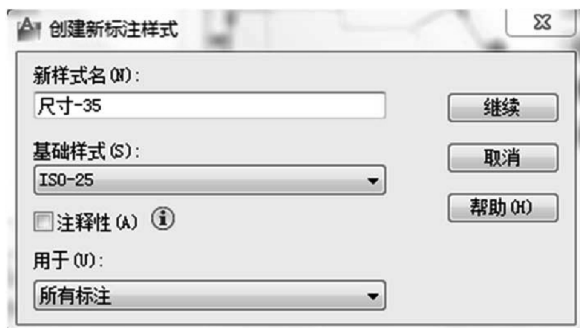 创建新标注样式
新样式名(N):
尺寸-35
继续
基础样式(S):
取消
ISO-25
帮助(H)
注释性(A)
用于(U):
所有标注